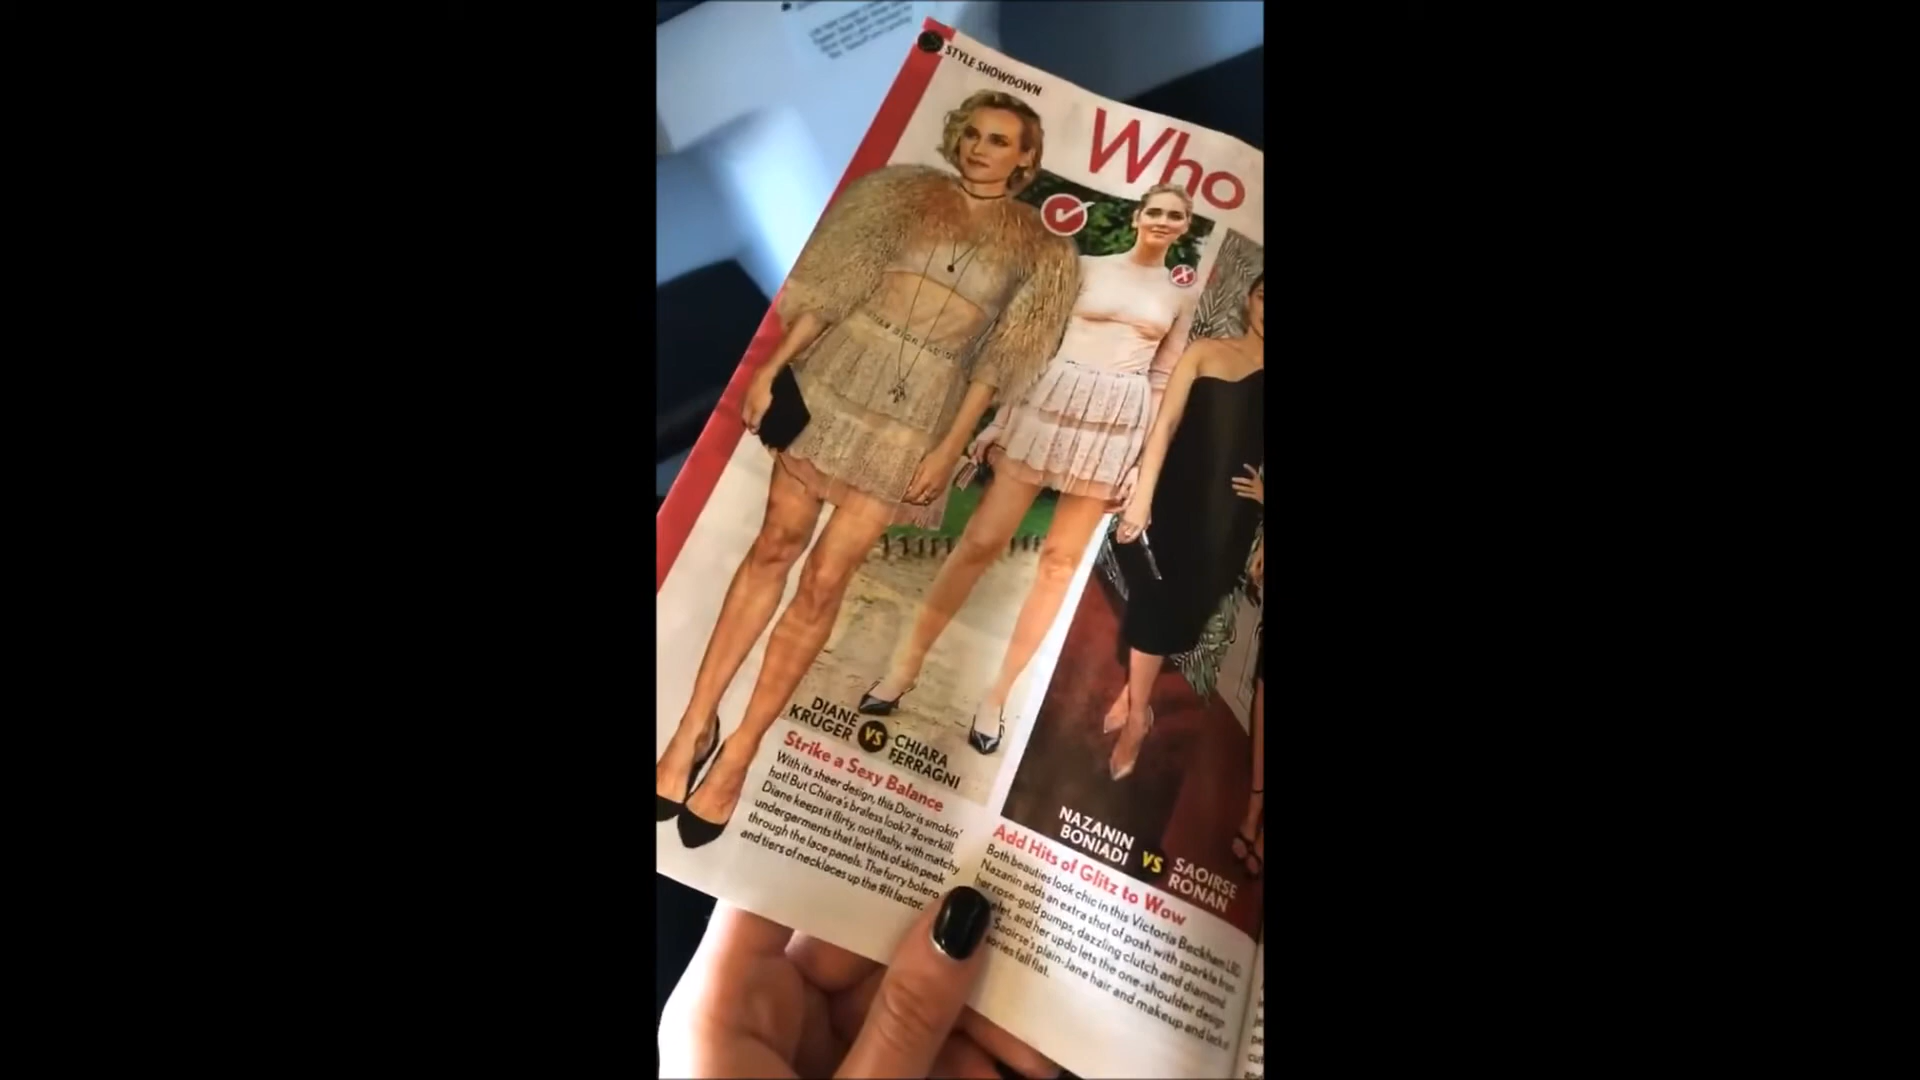 STYLE SHOWDOWN
Who
DIANE
KRUGER
VS
CHIARA
FERRAGNI
Strike a Sexy Balance
With its sheer design, this Dior is smokin'
hot! But Chiara's braless look? #overkill.
Diane keeps it flirty, not flashy, with matchy
undergarments that let hints of skin peek
through the lace panels. The furry bolero
and tiers of necklaces up the #It factor.
NAZANIN
BONIADI
VS
SAOIRSE
RONAN
Add Hits of Glitz to Wow
Both beauties look chic in this Victoria Beckham LBD
Nazanin adds an extra shot of posh with sparkle from
her rose-gold pumps, dazzling clutch and diamond
and her updo lets the one-shoulder design
Saoirse's plain-Jane hair and makeup and lack of
fall flat.